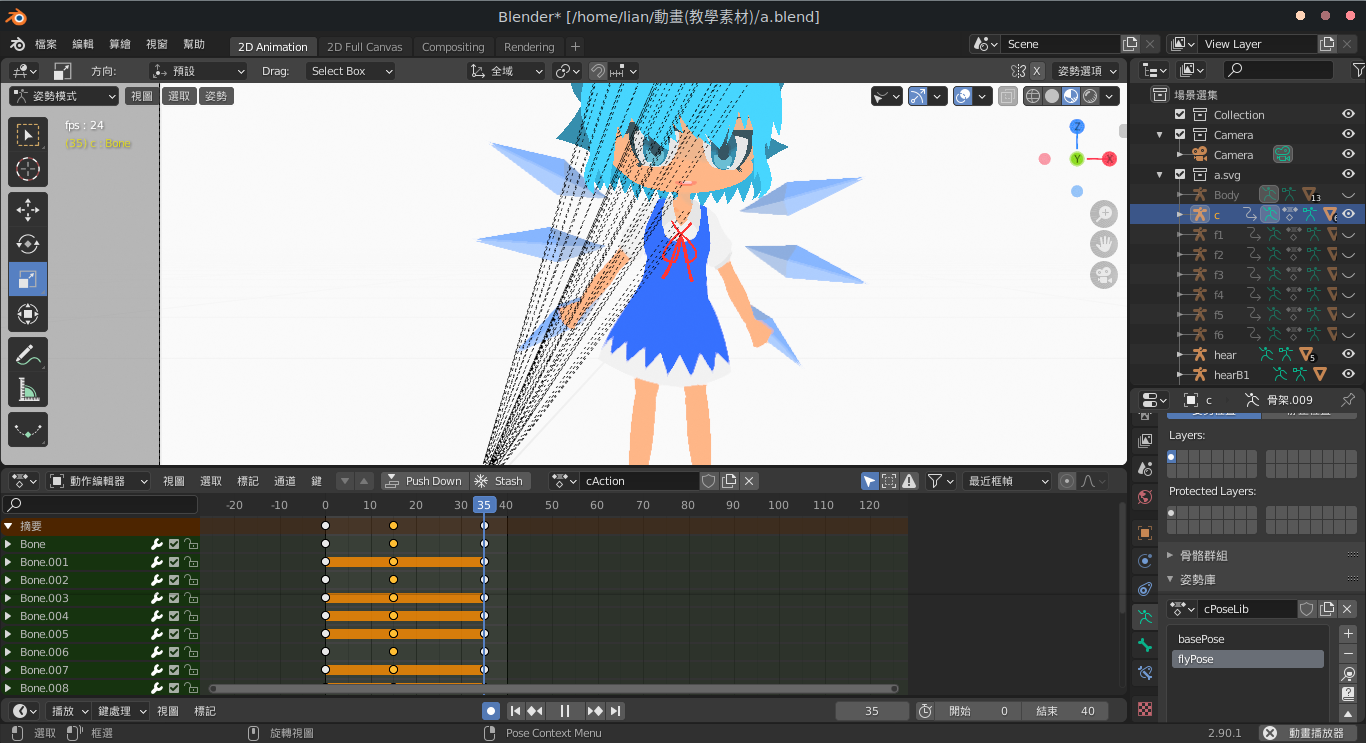 Blender* [/home/lian/動畫(教學素材)/a.blend]
檔案 編輯 算繪 視窗 幫助 2D Animation 2D Full Canvas Compositing Rendering + Scene View Layer
方向: 預設 Drag: Select Box 全域 X 姿勢選項
姿勢模式 視圖 選取 姿勢
fps : 24
(35) c : Bone
Z
Y X
場景選集
Collection
Camera
Camera
a.svg
Body 13
c 6
f1
f2
f3
f4
f5
f6
hear 5
hearB1
c 骨架.009
Layers:
Protected Layers:
骨骼群組
姿勢庫
cPoseLib
basePose
flyPose
動作編輯器 視圖 選取 標記 通道 鍵 Push Down Stash cAction 最近框幀
-20 -10 0 10 20 30 35 40 50 60 70 80 90 100 110 120
摘要
Bone
Bone.001
Bone.002
Bone.003
Bone.004
Bone.005
Bone.006
Bone.007
Bone.008
播放 鍵處理 視圖 標記 35 開始 0 結束 40
選取 框選 旋轉視圖 Pose Context Menu 2.90.1 動畫播放器